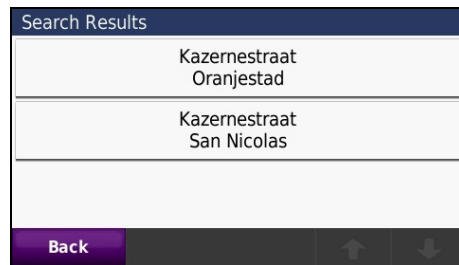 Search Results
Kazernestraat
Oranjestad
Kazernestraat
San Nicolas
Back